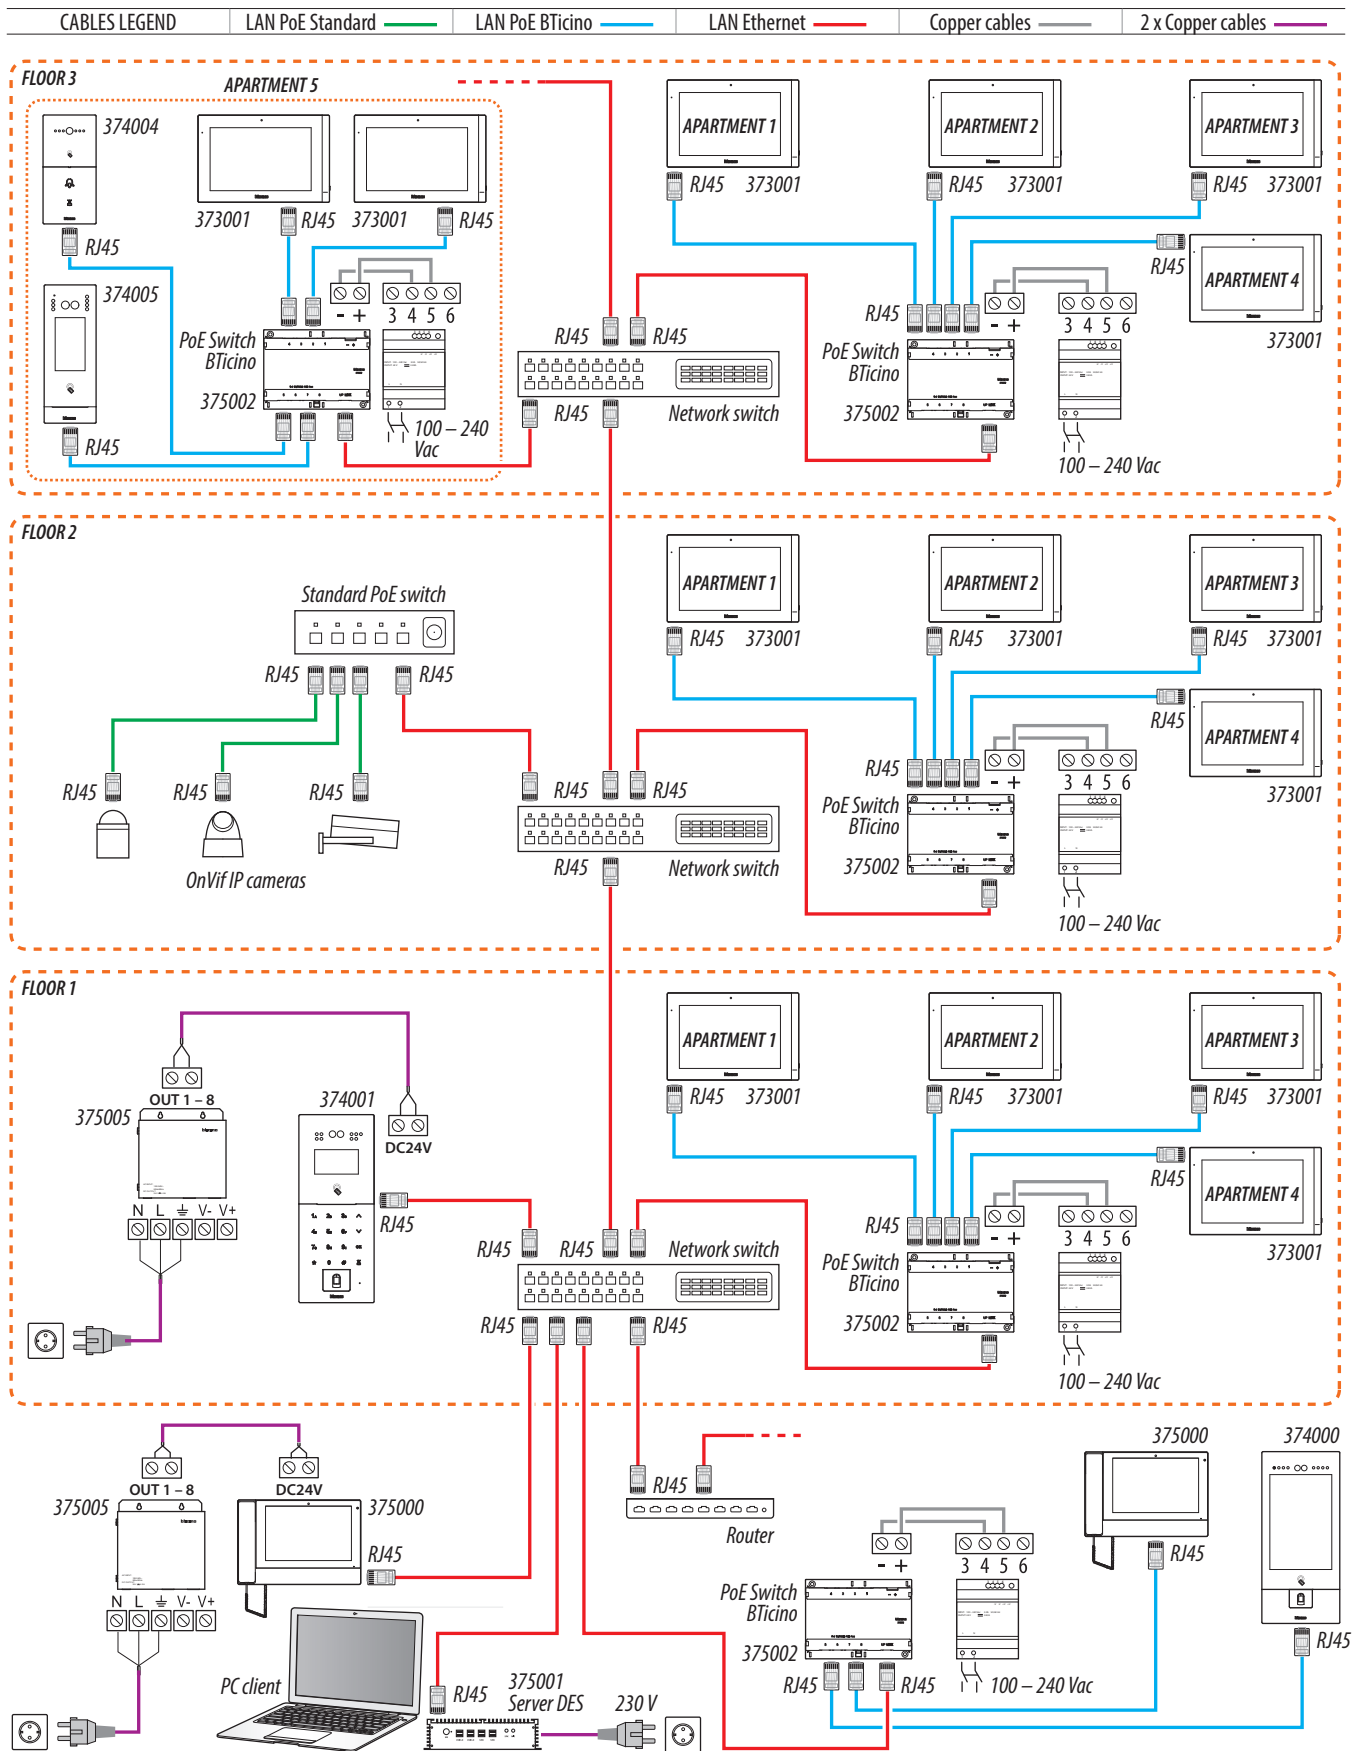 CABLES LEGEND LAN PoE Standard LAN PoE BTicino LAN Ethernet Copper cables 2 x Copper cables
FLOOR 3
APARTMENT 5
374004
373001 RJ45 373001 RJ45
RJ45
374005
RJ45
3 4 5 6
- +
PoE Switch
BTicino
375002
100 – 240
Vac
RJ45 RJ45
RJ45
Network switch
APARTMENT 1
RJ45 373001
APARTMENT 2
RJ45 373001
APARTMENT 3
RJ45 373001
APARTMENT 4
RJ45
373001
RJ45
- + 3 4 5 6
PoE Switch
BTicino
375002
100 – 240 Vac
FLOOR 2
Standard PoE switch
RJ45 RJ45
RJ45 RJ45 RJ45
OnVif IP cameras
RJ45 RJ45
RJ45
Network switch
APARTMENT 1
RJ45 373001
APARTMENT 2
RJ45 373001
APARTMENT 3
RJ45 373001
APARTMENT 4
RJ45
373001
RJ45
- + 3 4 5 6
PoE Switch
BTicino
375002
100 – 240 Vac
FLOOR 1
OUT 1 – 8
375005
N L V- V+
374001
DC24V
RJ45
RJ45 RJ45
Network switch
RJ45 RJ45
APARTMENT 1
RJ45 373001
APARTMENT 2
RJ45 373001
APARTMENT 3
RJ45 373001
APARTMENT 4
RJ45
373001
RJ45
- + 3 4 5 6
PoE Switch
BTicino
375002
100 – 240 Vac
OUT 1 – 8
375005
N L V- V+
DC24V
375000
RJ45
PC client
RJ45
375001
Server DES
230 V
RJ45
Router
- + 3 4 5 6
PoE Switch
BTicino
375002
RJ45 RJ45
100 – 240 Vac
375000
RJ45
374000
RJ45